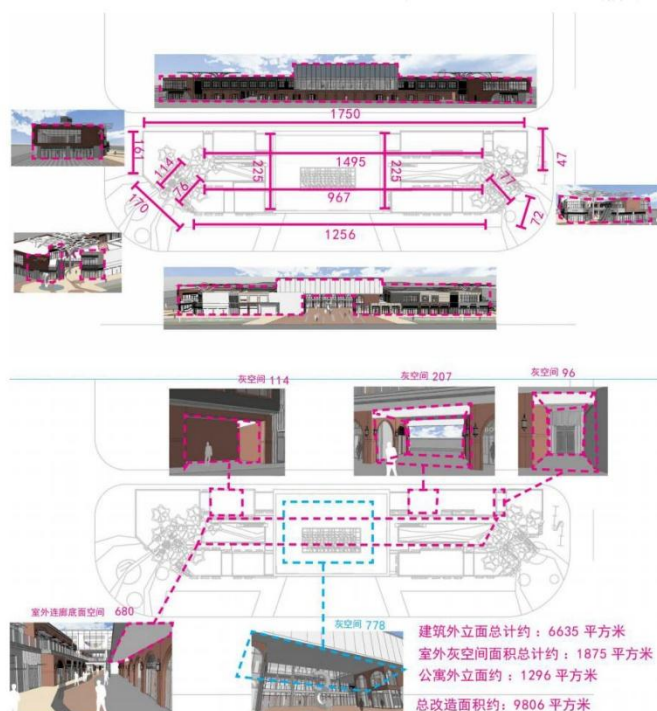 1750
161
114
76
170
225
1495
225
967
1256
47
77
72
灰空间 114
灰空间 207
灰空间 96
室外连廊底面空间 680
灰空间 778
建筑外立面总计约：6635 平方米
室外灰空间面积总计约：1875 平方米
公寓外立面约：1296 平方米
总改造面积约：9806 平方米